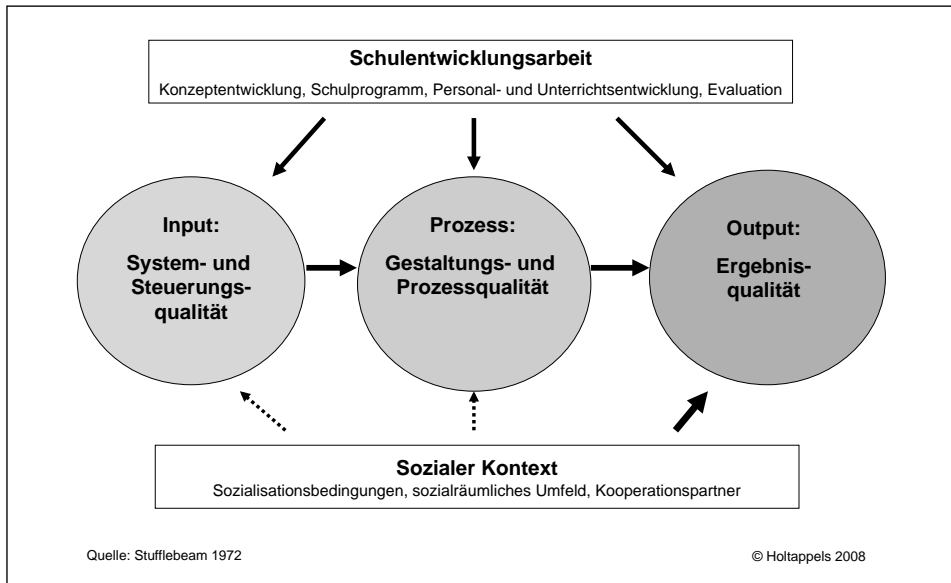 Schulentwicklungsarbeit
Konzeptentwicklung, Schulprogramm, Personal- und Unterrichtsentwicklung, Evaluation
Input:
System- und
Steuerungs-
qualität
Prozess:
Gestaltungs- und
Prozessqualität
Output:
Ergebnis-
qualität
Sozialer Kontext
Sozialisationsbedingungen, sozialräumliches Umfeld, Kooperationspartner
Quelle: Stufflebeam 1972
© Holtappels 2008